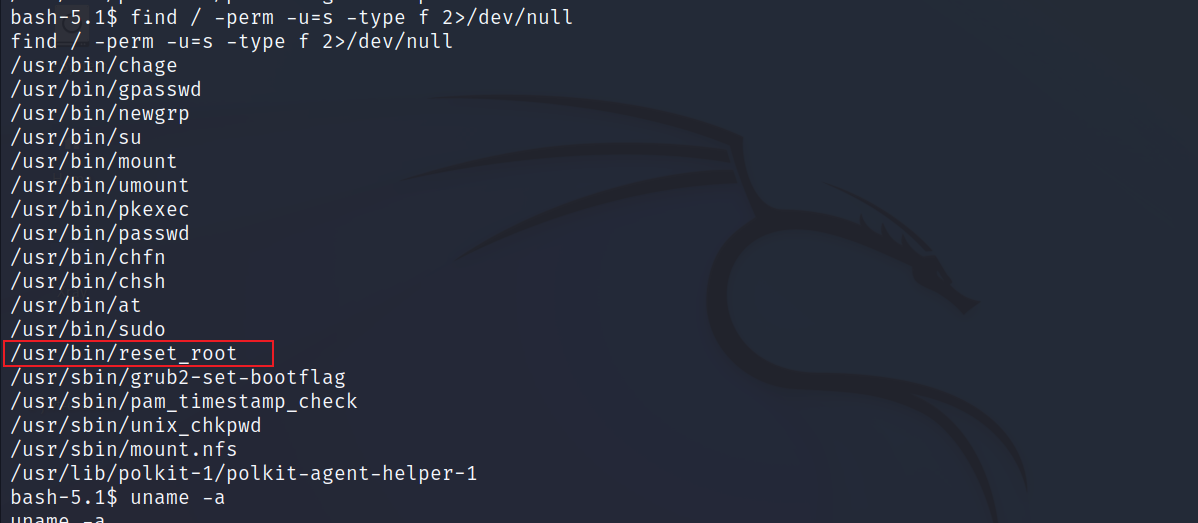 bash-5.1$ find / -perm -u=s -type f 2>/dev/null
find / -perm -u=s -type f 2>/dev/null
/usr/bin/chage
/usr/bin/gpasswd
/usr/bin/newgrp
/usr/bin/su
/usr/bin/mount
/usr/bin/umount
/usr/bin/pkexec
/usr/bin/passwd
/usr/bin/chfn
/usr/bin/chsh
/usr/bin/at
/usr/bin/sudo
/usr/bin/reset_root
/usr/sbin/grub2-set-bootflag
/usr/sbin/pam_timestamp_check
/usr/sbin/unix_chkpwd
/usr/sbin/mount.nfs
/usr/lib/polkit-1/polkit-agent-helper-1
bash-5.1$ uname -a
uname -a